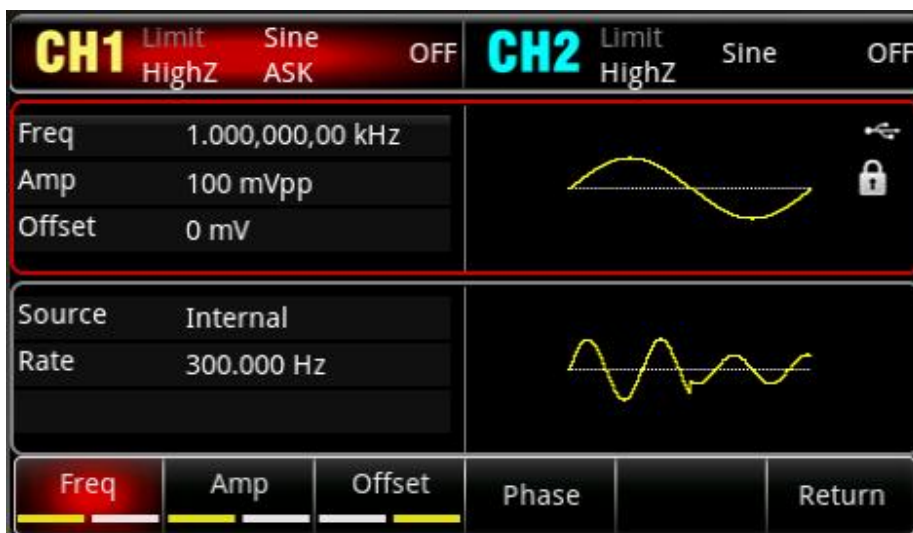 CH1 Limit Sine OFF
HighZ ASK
CH2 Limit Sine OFF
HighZ
Freq 1.000,000,00 kHz
Amp 100 mVpp
Offset 0 mV
Source Internal
Rate 300.000 Hz
Freq Amp Offset Phase Return